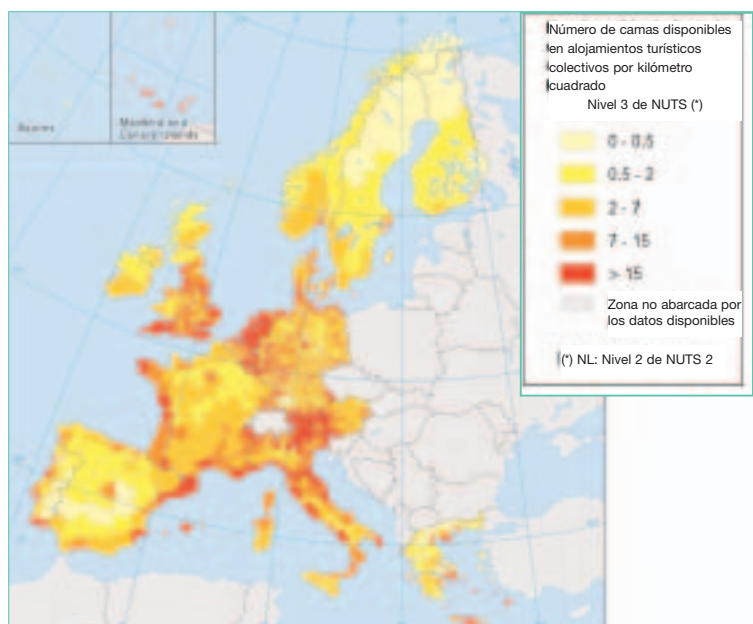 Azores
Madeira and
Número de camas disponibles
en alojamientos turísticos
colectivos por kilómetro
cuadrado
Nivel 3 de NUTS (*)
0 - 0.5
0.5 - 2
2 - 7
7 - 15
> 15
Zona no abarcada por
los datos disponibles
(*) NL: Nivel 2 de NUTS 2